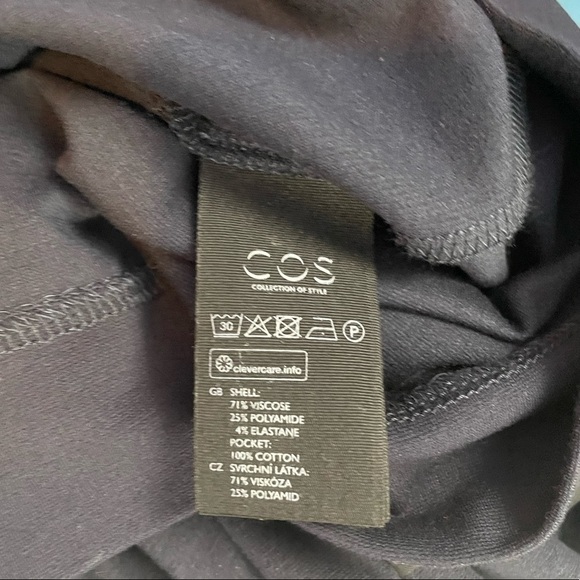 COS
COLLECTION OF STYLE
30 P
clevercare.info
GB SHELL:
71% VISCOSE
25% POLYAMIDE
4% ELASTANE
POCKET:
100% COTTON
CZ SVRCHNÍ LÁTKA:
71% VISKÓZA
25% POLYAMID